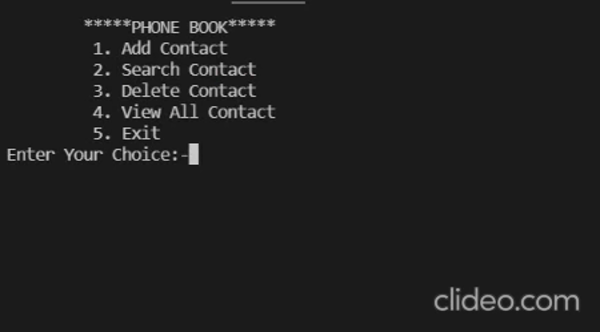 *****PHONE BOOK*****
1. Add Contact
2. Search Contact
3. Delete Contact
4. View All Contact
5. Exit
Enter Your Choice:-
clideo.com